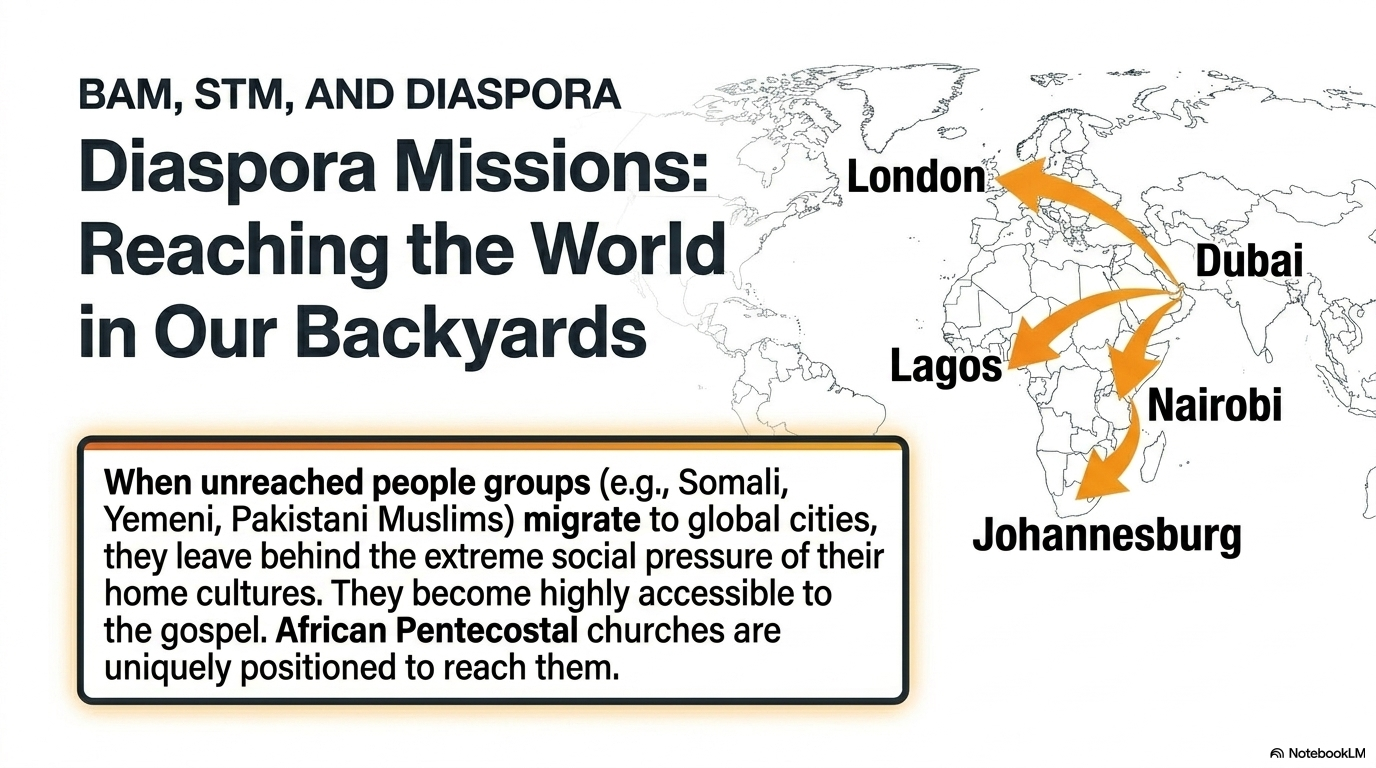 BAM, STM, AND DIASPORA
Diaspora Missions:
Reaching the World
in Our Backyards
When unreached people groups (e.g., Somali,
Yemeni, Pakistani Muslims) migrate to global cities,
they leave behind the extreme social pressure of their
home cultures. They become highly accessible to
the gospel. African Pentecostal churches are
uniquely positioned to reach them.
London
Dubai
Lagos
Nairobi
Johannesburg
NotebookLM